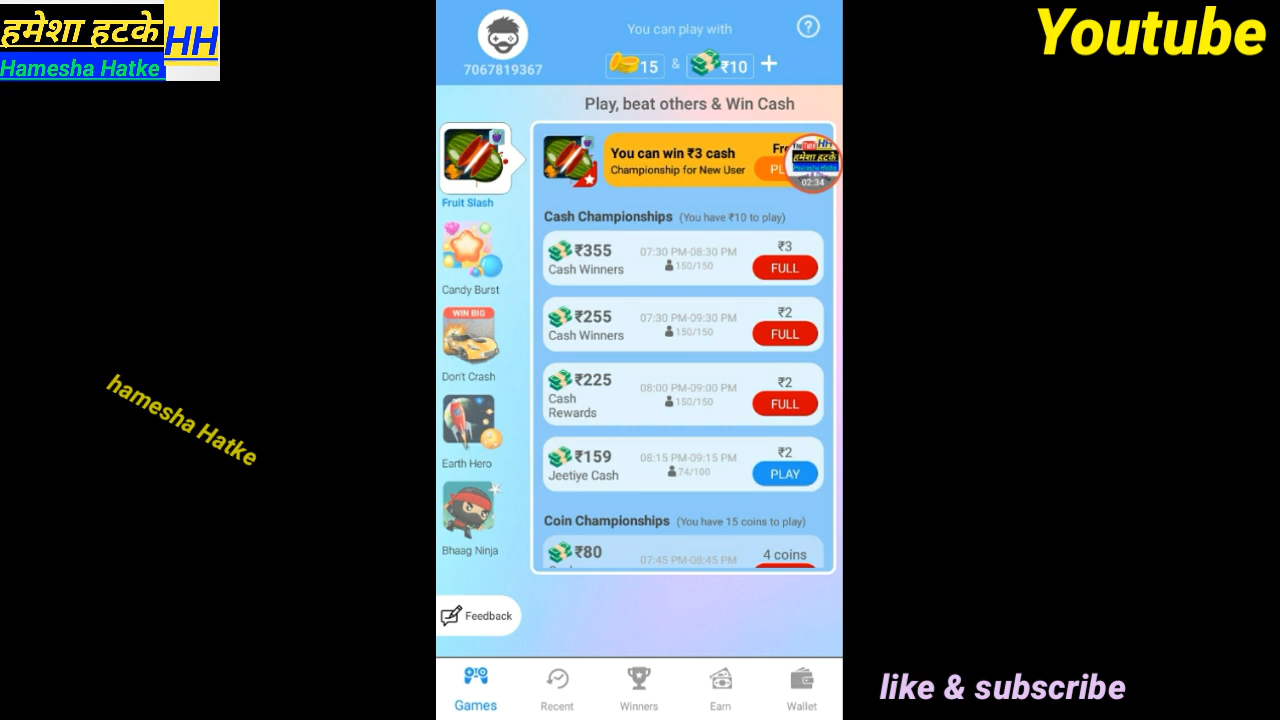 हमेशा हटके HH
Hamesha Hatke
Youtube
hamesha Hatke
like & subscribe
You can play with
7067819367
15 & ₹10 +
Play, beat others & Win Cash
Fruit Slash
Candy Burst
WIN BIG
Don't Crash
Earth Hero
Bhaag Ninja
You can win ₹3 cash
Championship for New User
हमेशा हटके
02:34
Cash Championships (You have ₹10 to play)
₹355 07:30 PM-08:30 PM ₹3
Cash Winners 150/150 FULL
₹255 07:30 PM-09:30 PM ₹2
Cash Winners 150/150 FULL
₹225 08:00 PM-09:00 PM ₹2
Cash 150/150 FULL
Rewards
₹159 08:15 PM-09:15 PM ₹2
Jeetiye Cash 74/100 PLAY
Coin Championships (You have 15 coins to play)
₹80 07:45 PM-08:45 PM 4 coins
Feedback
Games Recent Winners Earn Wallet